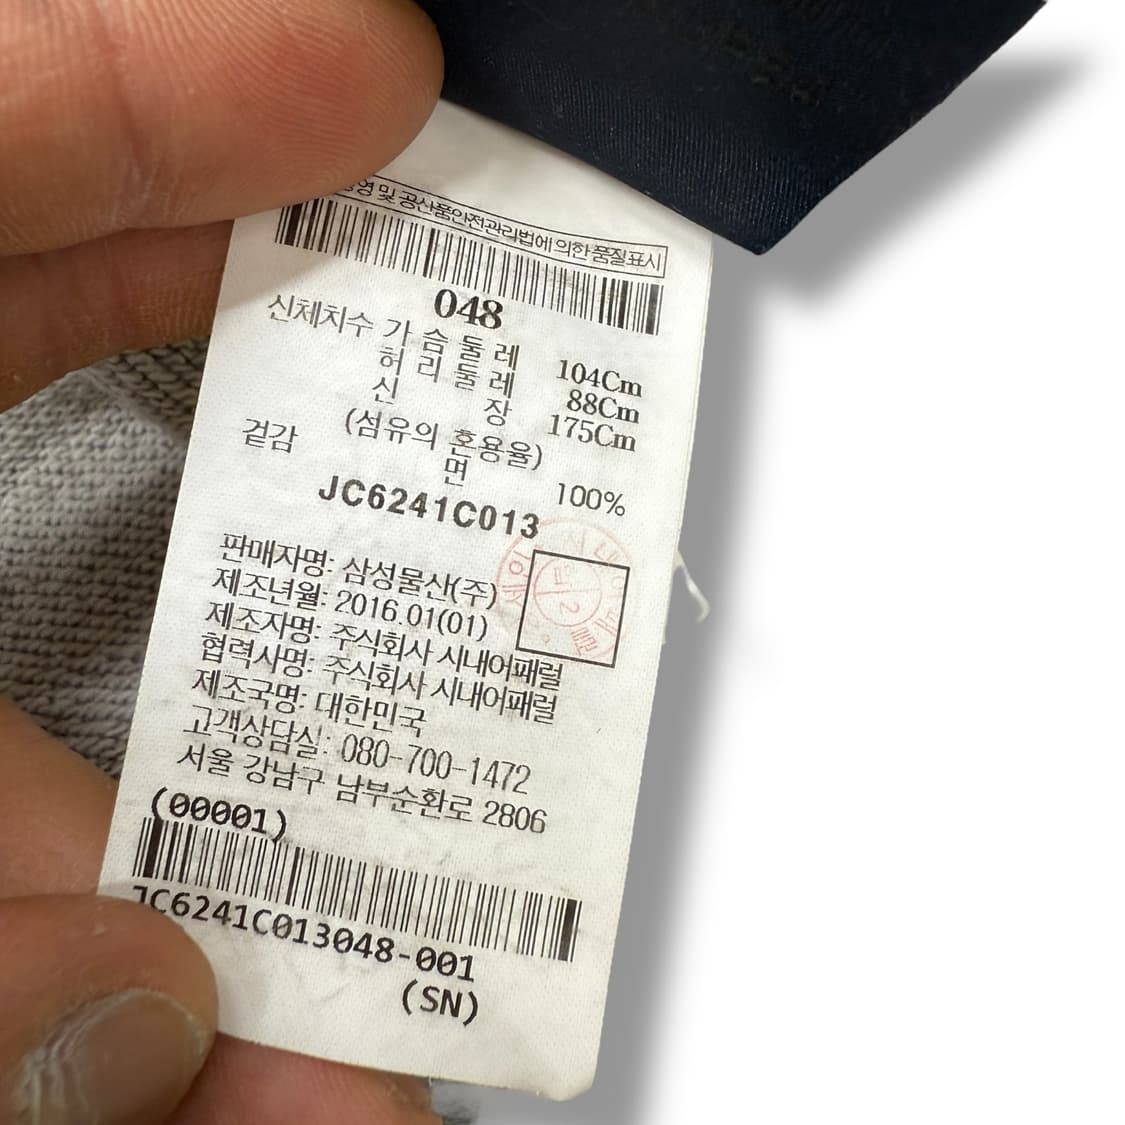 영 및 공산품안전관리법에 의한 품질표시
048
신체치수 가슴둘레 104Cm
허리둘레 88Cm
신장 175Cm
(섬유의 혼용율)
겉감 면 100%
JC6241C013
판매자명: 삼성물산(주)
제조년월: 2016.01(01)
제조자명: 주식회사 시내어패럴
협력사명: 주식회사 시내어패럴
제조국명: 대한민국
고객상담실: 080-700-1472
서울 강남구 남부순환로 2806
(00001)
JC6241C013048-001
(SN)